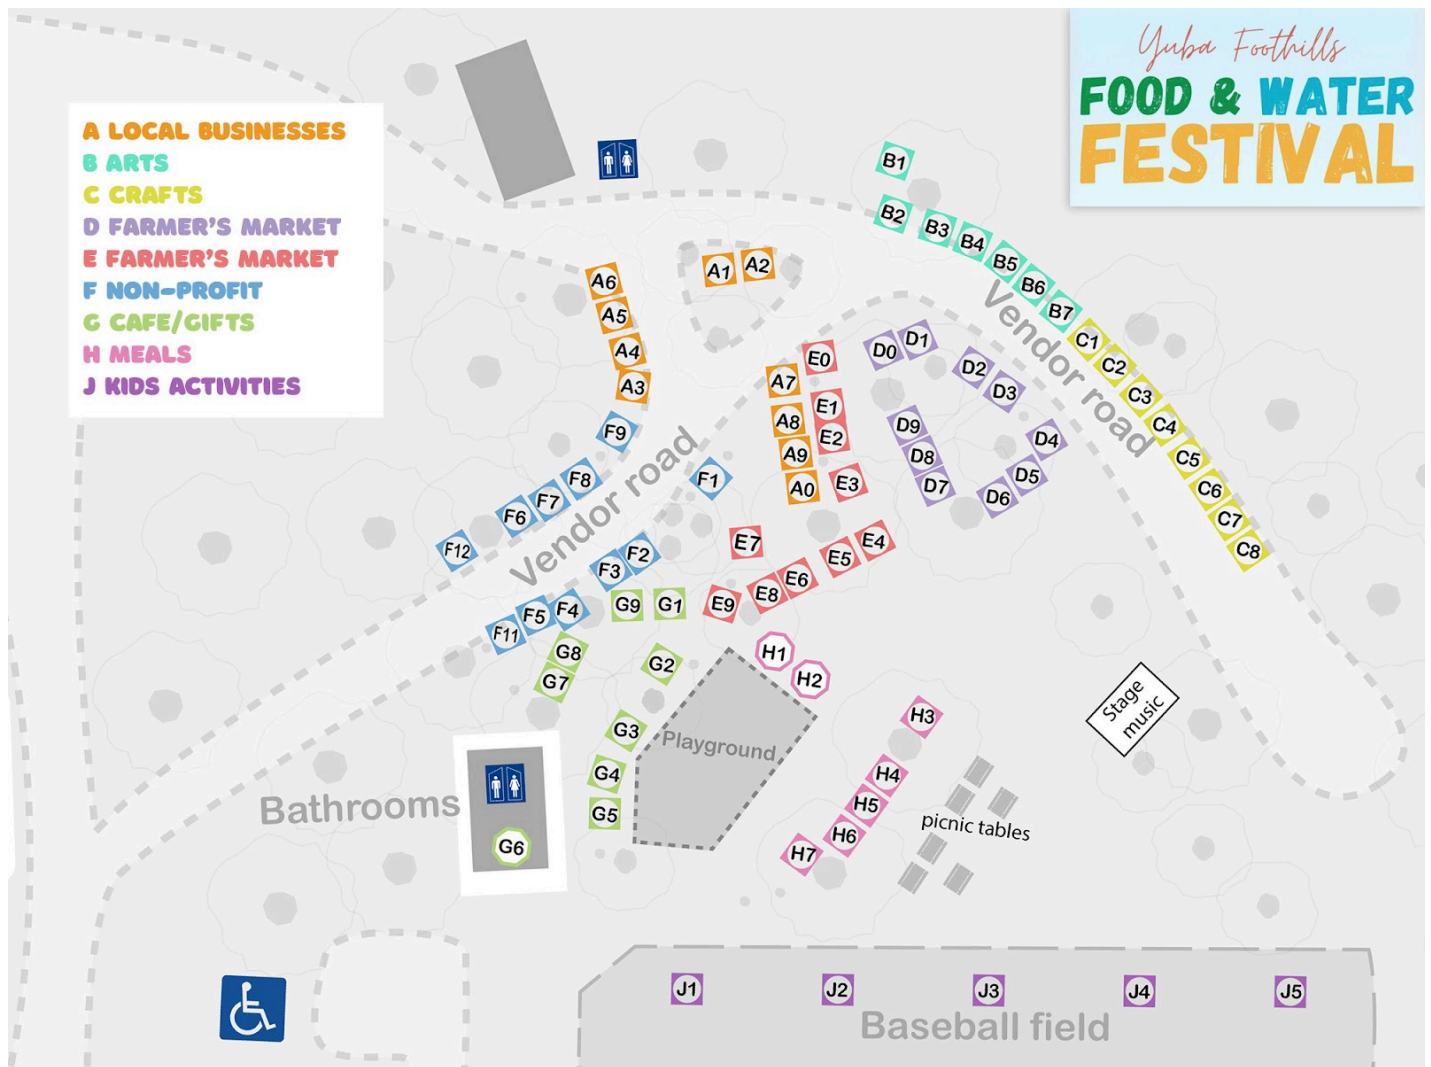 Yuba Foothills
FOOD & WATER
FESTIVAL
A LOCAL BUSINESSES
B ARTS
C CRAFTS
D FARMER'S MARKET
E FARMER'S MARKET
F NON-PROFIT
G CAFE/GIFTS
H MEALS
J KIDS ACTIVITIES
B1
B2
B3
B4
B5
B6
B7
Vendor road
C1
C2
C3
C4
C5
C6
C7
C8
A1
A2
A6
A5
A4
A3
A7
A8
A9
A0
E0
E1
E2
E3
E4
E5
E6
E7
E8
E9
D0
D1
D2
D3
D4
D5
D6
D7
D8
D9
F9
F8
F7
F6
F12
Vendor road
F1
F2
F3
F4
F5
F11
G9
G1
G8
G7
G2
G3
G4
G5
Bathrooms
G6
Playground
H1
H2
H3
H4
H5
H6
H7
picnic tables
Stage
music
J1
J2
J3
J4
J5
Baseball field